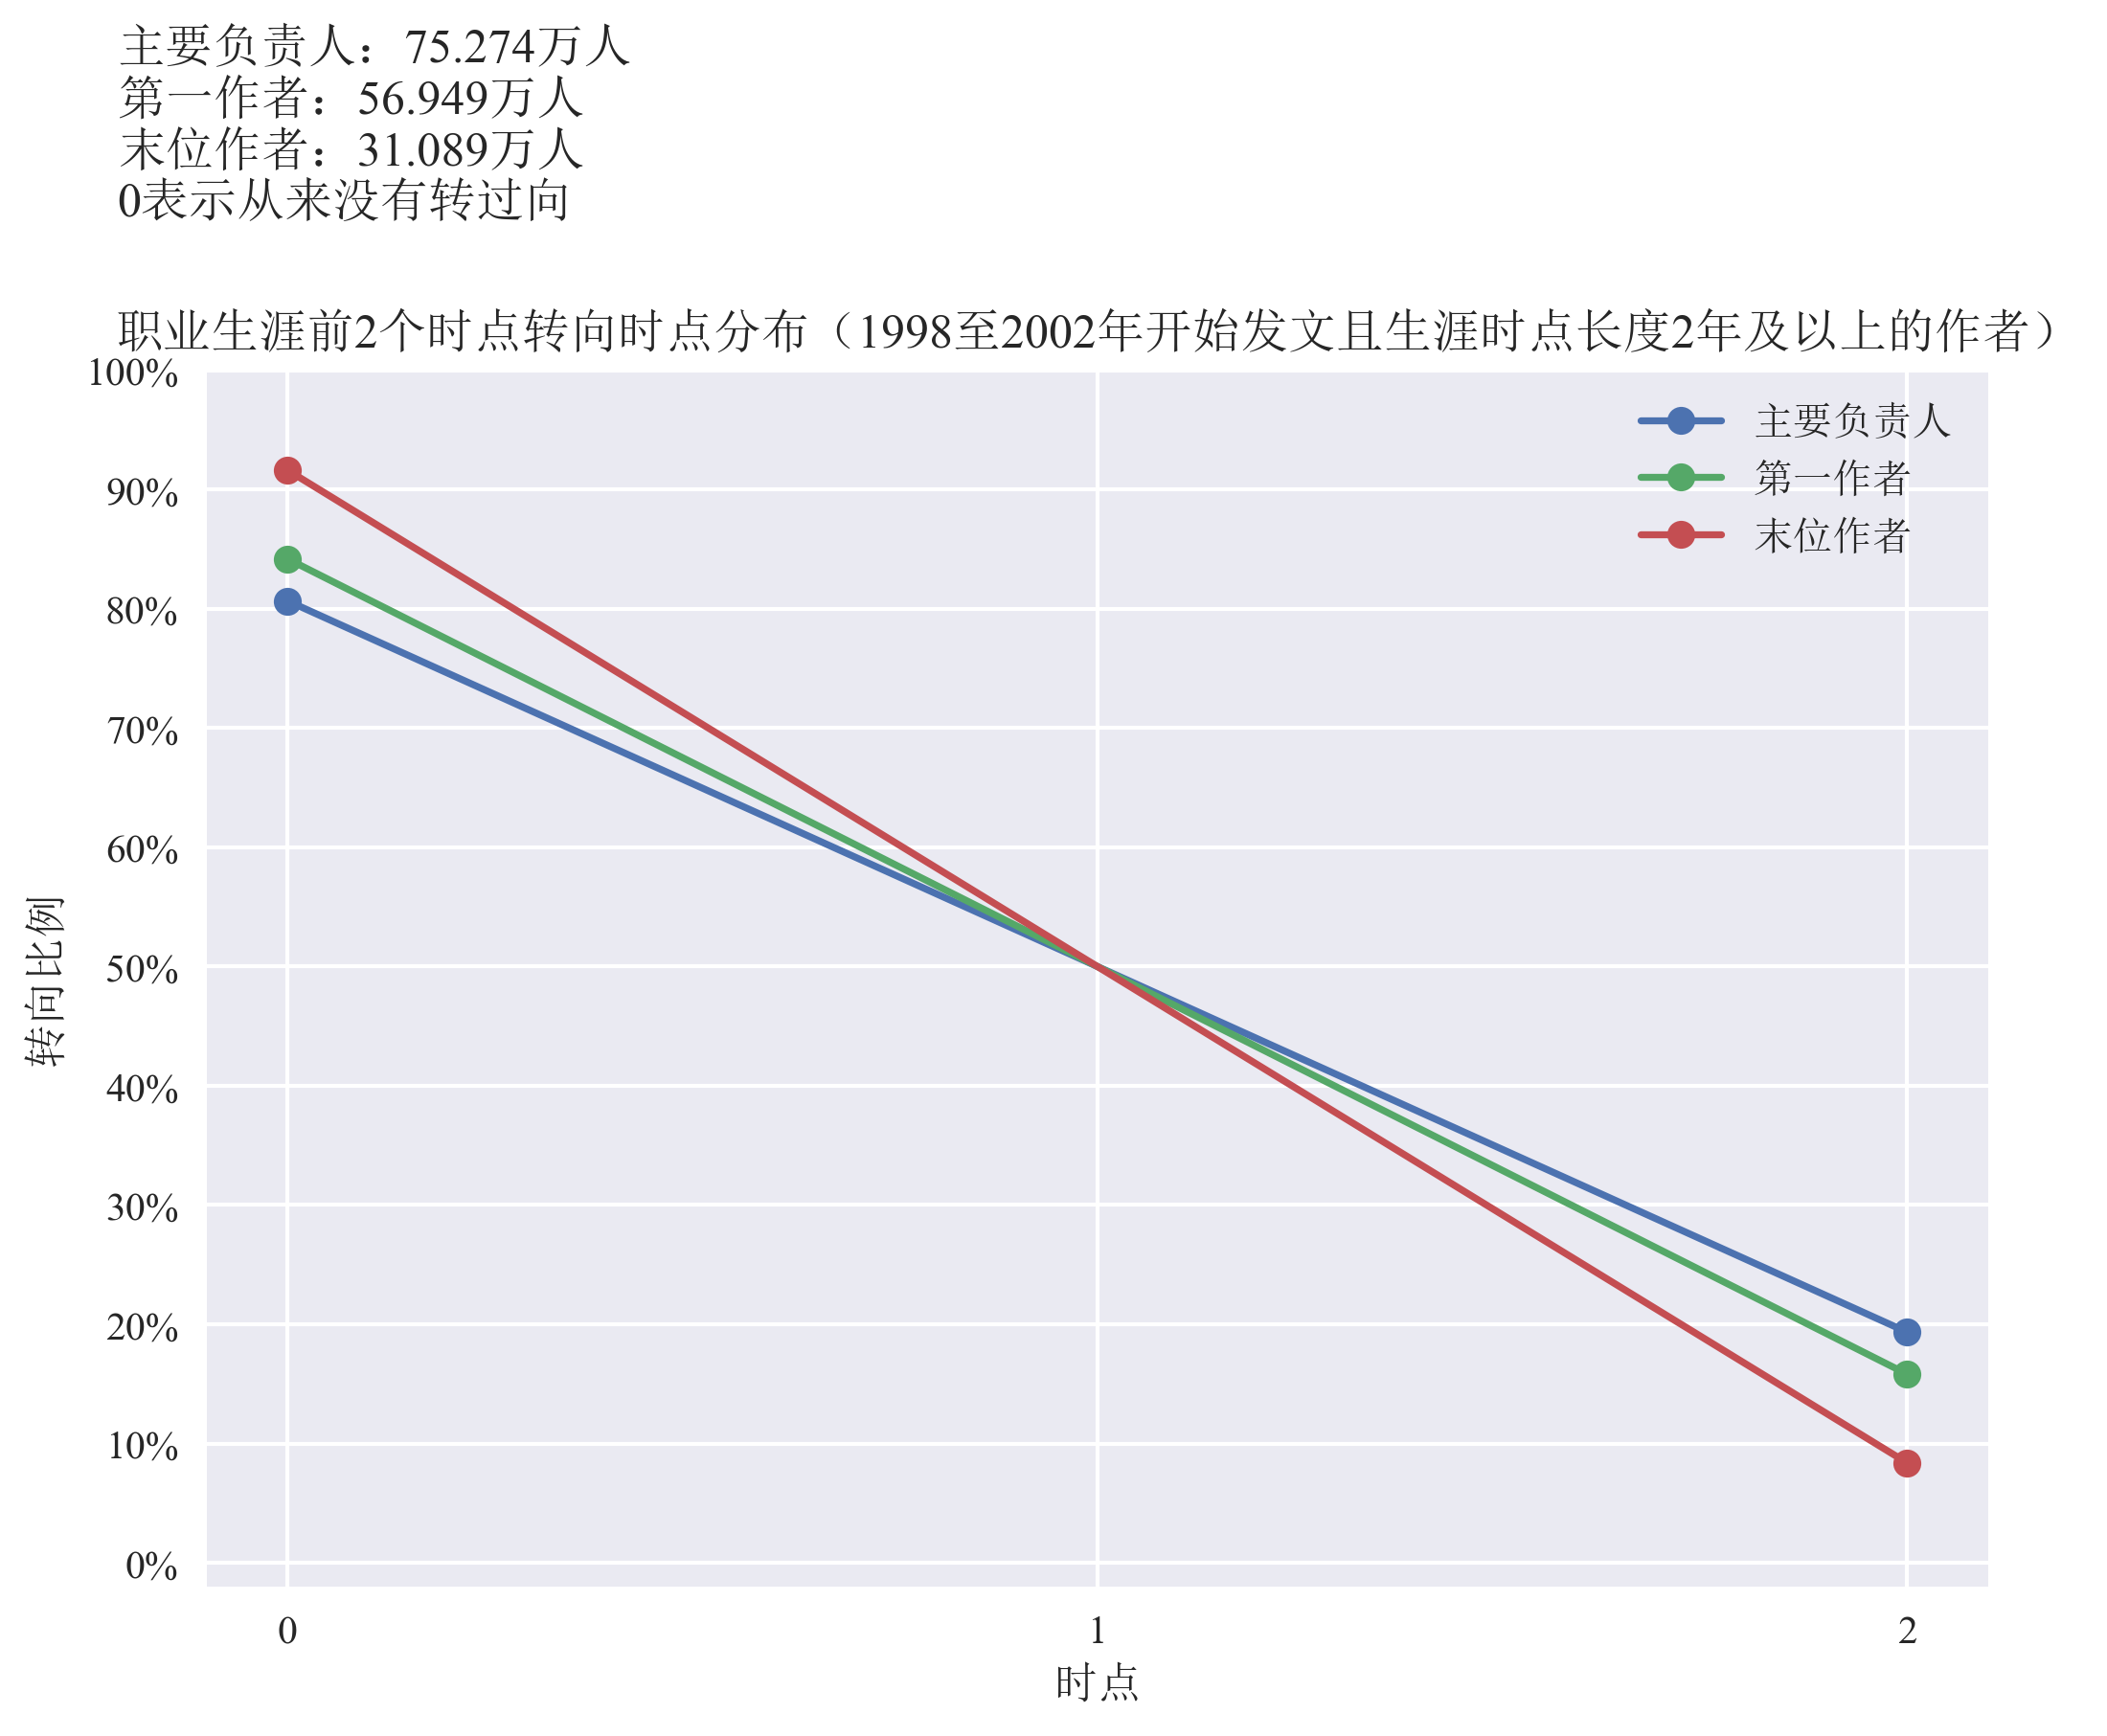 主要负责人：75.274万人
第一作者：56.949万人
末位作者：31.089万人
0表示从来没有转过向
职业生涯前2个时点转向时点分布（1998至2002年开始发文且生涯时点长度2年及以上的作者）
100%
90%
80%
70%
60%
50%
40%
30%
20%
10%
0%
转向比例
主要负责人
第一作者
末位作者
0
1
2
时点